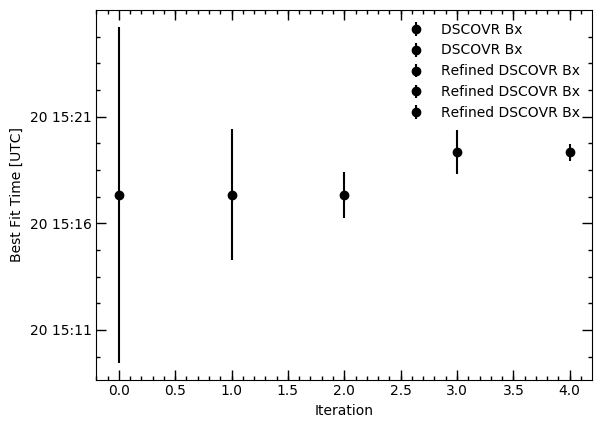 DSCOVR Bx
DSCOVR Bx
Refined DSCOVR Bx
Refined DSCOVR Bx
Refined DSCOVR Bx
20 15:21
20 15:16
20 15:11
Best Fit Time [UTC]
0.0 0.5 1.0 1.5 2.0 2.5 3.0 3.5 4.0
Iteration